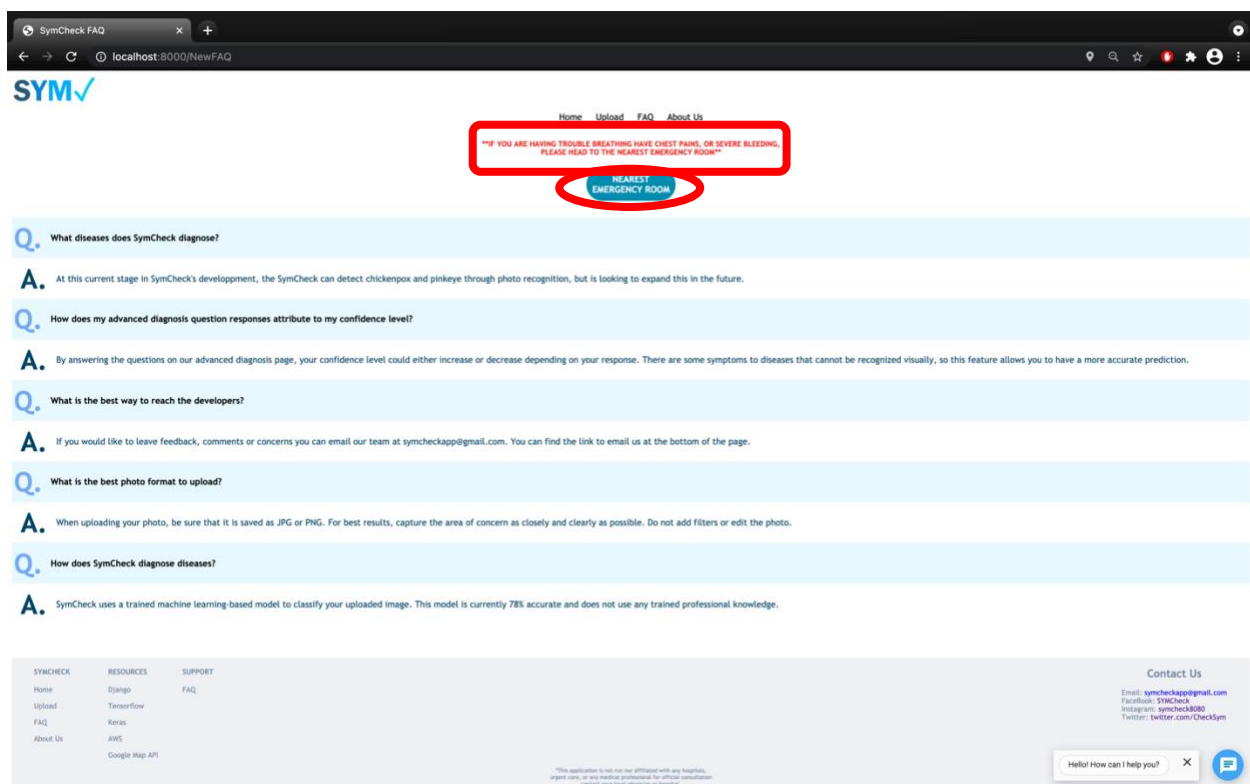 SymCheck FAQ
localhost:8000/NewFAQ
SYM
Home Upload FAQ About Us
**IF YOU ARE HAVING TROUBLE BREATHING HAVE CHEST PAINS, OR SEVERE BLEEDING,
PLEASE HEAD TO THE NEAREST EMERGENCY ROOM**
NEAREST
EMERGENCY ROOM
Q. What diseases does SymCheck diagnose?
A. At this current stage in SymCheck's developpment, the SymCheck can detect chickenpox and pinkeye through photo recognition, but is looking to expand this in the future.
Q. How does my advanced diagnosis question responses attribute to my confidence level?
A. By answering the questions on our advanced diagnosis page, your confidence level could either increase or decrease depending on your response. There are some symptoms to diseases that cannot be recognized visually, so this feature allows you to have a more accurate prediction.
Q. What is the best way to reach the developers?
A. If you would like to leave feedback, comments or concerns you can email our team at symcheckapp@gmail.com. You can find the link to email us at the bottom of the page.
Q. What is the best photo format to upload?
A. When uploading your photo, be sure that it is saved as JPG or PNG. For best results, capture the area of concern as closely and clearly as possible. Do not add filters or edit the photo.
Q. How does SymCheck diagnose diseases?
A. SymCheck uses a trained machine learning-based model to classify your uploaded image. This model is currently 78% accurate and does not use any trained professional knowledge.
SYMCHECK RESOURCES SUPPORT
Home Django FAQ
Upload Tensorflow
FAQ Keras
About Us AWS
Google Map API
Contact Us
Email: symcheckapp@gmail.com
FaceBook: SYMCheck
Instagram: symcheck8080
Twitter: twitter.com/CheckSym
*This application is not run nor affiliated with any hospitals,
urgent care, or any medical professional for official consultation
Hello! How can I help you?